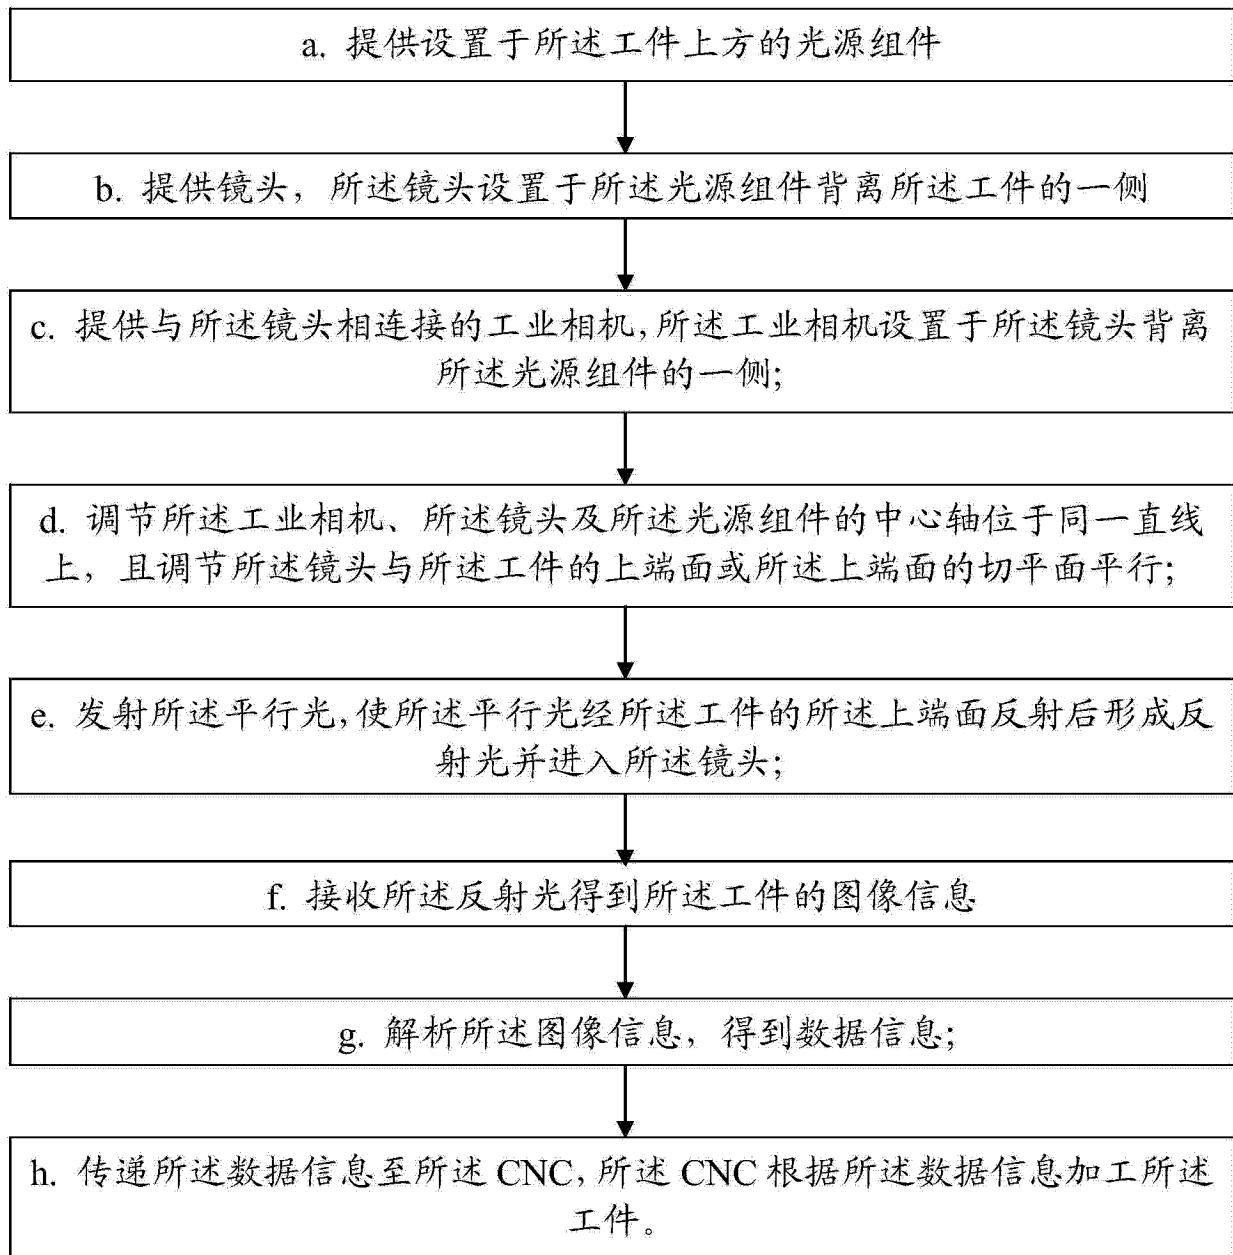 a. 提供设置于所述工件上方的光源组件
b. 提供镜头，所述镜头设置于所述光源组件背离所述工件的一侧
c. 提供与所述镜头相连接的工业相机,所述工业相机设置于所述镜头背离
所述光源组件的一侧;
d. 调节所述工业相机、所述镜头及所述光源组件的中心轴位于同一直线
上，且调节所述镜头与所述工件的上端面或所述上端面的切平面平行;
e. 发射所述平行光,使所述平行光经所述工件的所述上端面反射后形成反
射光并进入所述镜头;
f. 接收所述反射光得到所述工件的图像信息
g. 解析所述图像信息，得到数据信息;
h. 传递所述数据信息至所述 CNC, 所述 CNC 根据所述数据信息加工所述
工件。